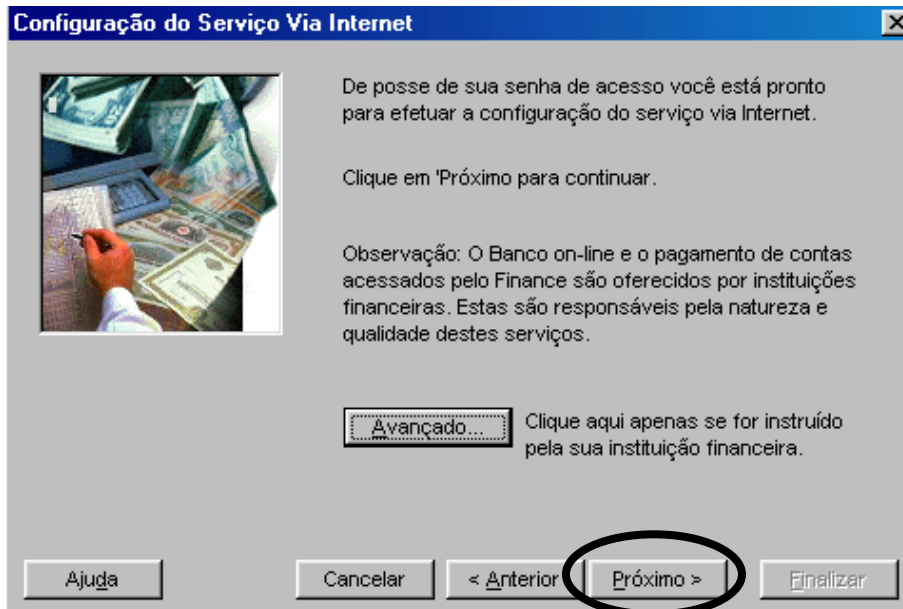 Configuração do Serviço Via Internet
De posse de sua senha de acesso você está pronto
para efetuar a configuração do serviço via Internet.
Clique em 'Próximo para continuar.
Observação: O Banco on-line e o pagamento de contas
acessados pelo Finance são oferecidos por instituições
financeiras. Estas são responsáveis pela natureza e
qualidade destes serviços.
Avançado...
Clique aqui apenas se for instruído
pela sua instituição financeira.
Ajuda
Cancelar
< Anterior
Próximo >
Finalizar